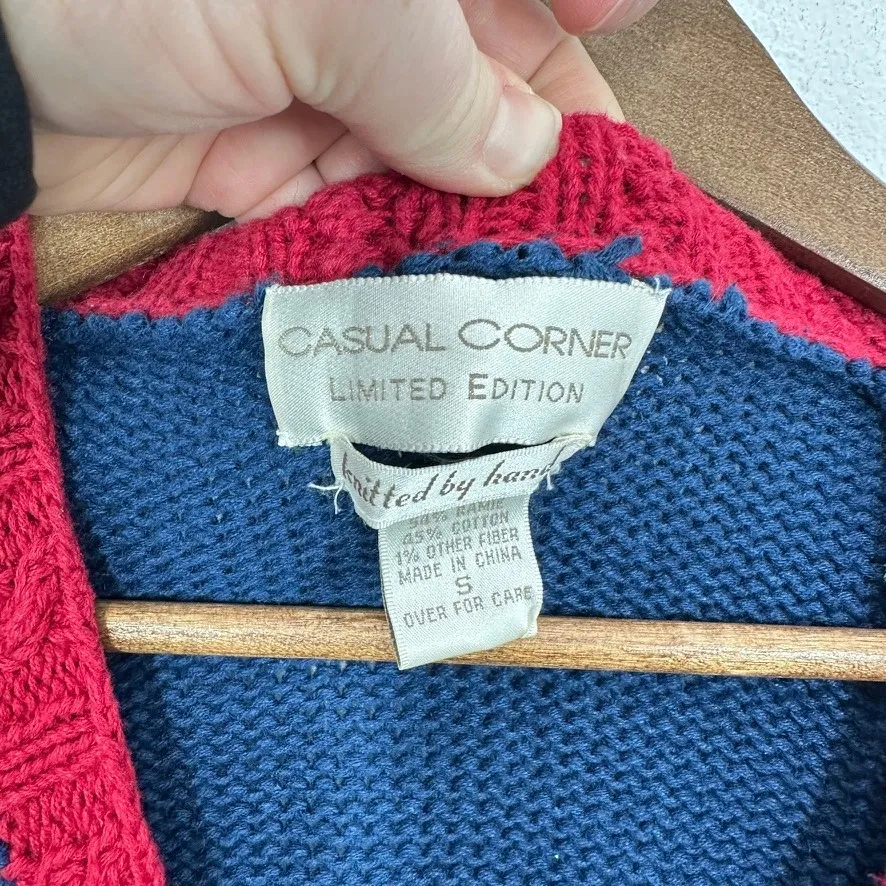 CASUAL CORNER
LIMITED EDITION
knitted by hand
54% RAMIE
45% COTTON
1% OTHER FIBER
MADE IN CHINA
S
OVER FOR CARE